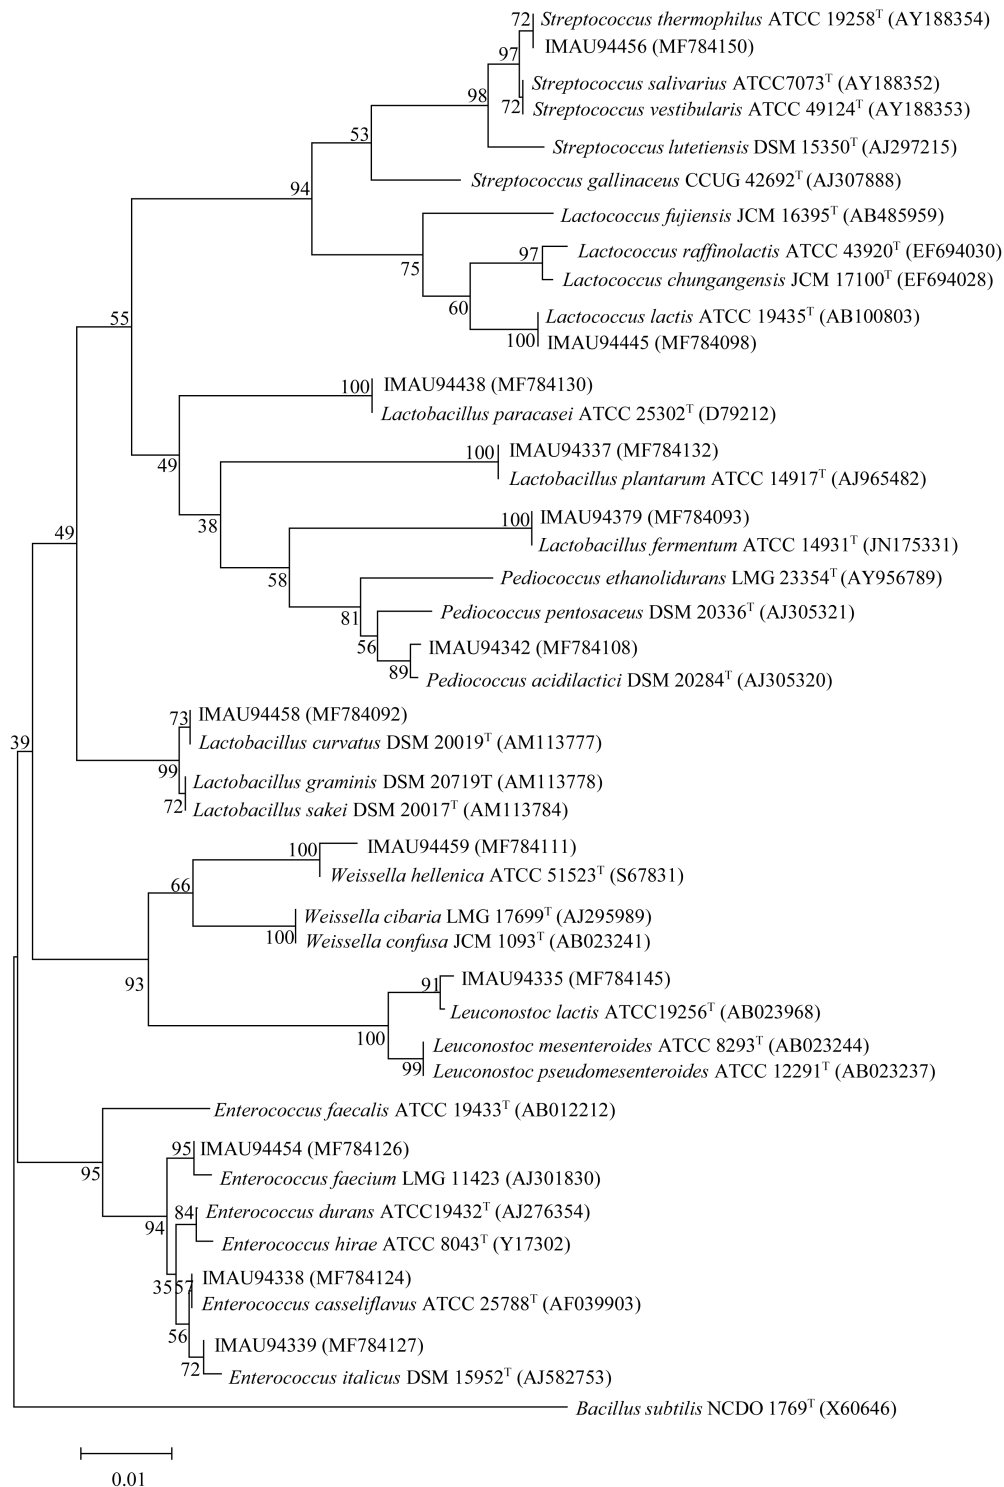 72 Streptococcus thermophilus ATCC 19258T (AY188354)
IMAU94456 (MF784150)
97
Streptococcus salivarius ATCC7073T (AY188352)
98
72 Streptococcus vestibularis ATCC 49124T (AY188353)
53
Streptococcus lutetiensis DSM 15350T (AJ297215)
Streptococcus gallinaceus CCUG 42692T (AJ307888)
94
Lactococcus fujiensis JCM 16395T (AB485959)
97 Lactococcus raffinolactis ATCC 43920T (EF694030)
75
Lactococcus chungangensis JCM 17100T (EF694028)
60
55
Lactococcus lactis ATCC 19435T (AB100803)
100 IMAU94445 (MF784098)
100 IMAU94438 (MF784130)
Lactobacillus paracasei ATCC 25302T (D79212)
100 IMAU94337 (MF784132)
49
Lactobacillus plantarum ATCC 14917T (AJ965482)
100 IMAU94379 (MF784093)
38
49
Lactobacillus fermentum ATCC 14931T (JN175331)
58
Pediococcus ethanolidurans LMG 23354T (AY956789)
81
Pediococcus pentosaceus DSM 20336T (AJ305321)
56
IMAU94342 (MF784108)
89
Pediococcus acidilactici DSM 20284T (AJ305320)
73 IMAU94458 (MF784092)
39
Lactobacillus curvatus DSM 20019T (AM113777)
99
Lactobacillus graminis DSM 20719T (AM113778)
72 Lactobacillus sakei DSM 20017T (AM113784)
100 IMAU94459 (MF784111)
Weissella hellenica ATCC 51523T (S67831)
66
Weissella cibaria LMG 17699T (AJ295989)
100 Weissella confusa JCM 1093T (AB023241)
93
91 IMAU94335 (MF784145)
Leuconostoc lactis ATCC19256T (AB023968)
100
Leuconostoc mesenteroides ATCC 8293T (AB023244)
99 Leuconostoc pseudomesenteroides ATCC 12291T (AB023237)
Enterococcus faecalis ATCC 19433T (AB012212)
95 IMAU94454 (MF784126)
95
Enterococcus faecium LMG 11423 (AJ301830)
84 Enterococcus durans ATCC19432T (AJ276354)
94
Enterococcus hirae ATCC 8043T (Y17302)
35 57 IMAU94338 (MF784124)
Enterococcus casseliflavus ATCC 25788T (AF039903)
56
IMAU94339 (MF784127)
72
Enterococcus italicus DSM 15952T (AJ582753)
Bacillus subtilis NCDO 1769T (X60646)
0.01